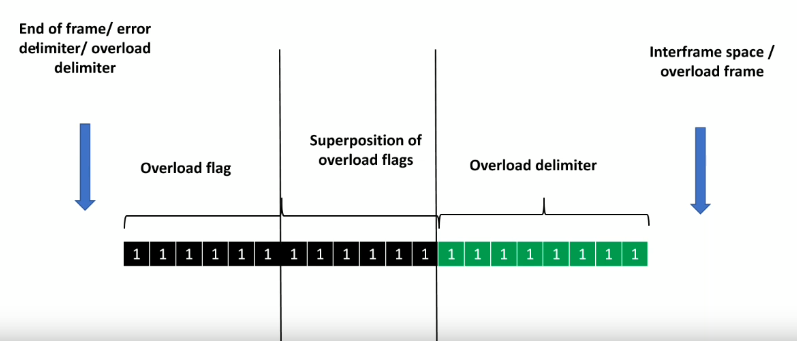 End of frame/ error
delimiter/ overload
delimiter
Interframe space /
overload frame
Overload flag
Superposition of
overload flags
Overload delimiter
1 1 1 1 1 1 1 1 1 1 1 1 1 1 1 1 1 1 1 1